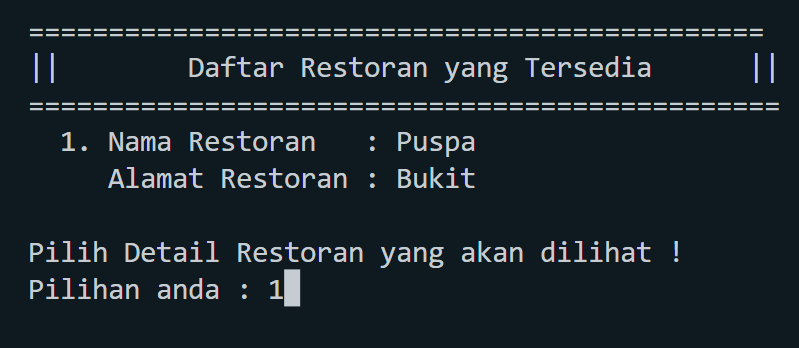 ==============================================
||        Daftar Restoran yang Tersedia      ||
===============================================
  1. Nama Restoran   : Puspa
     Alamat Restoran : Bukit

Pilih Detail Restoran yang akan dilihat !
Pilihan anda : 1